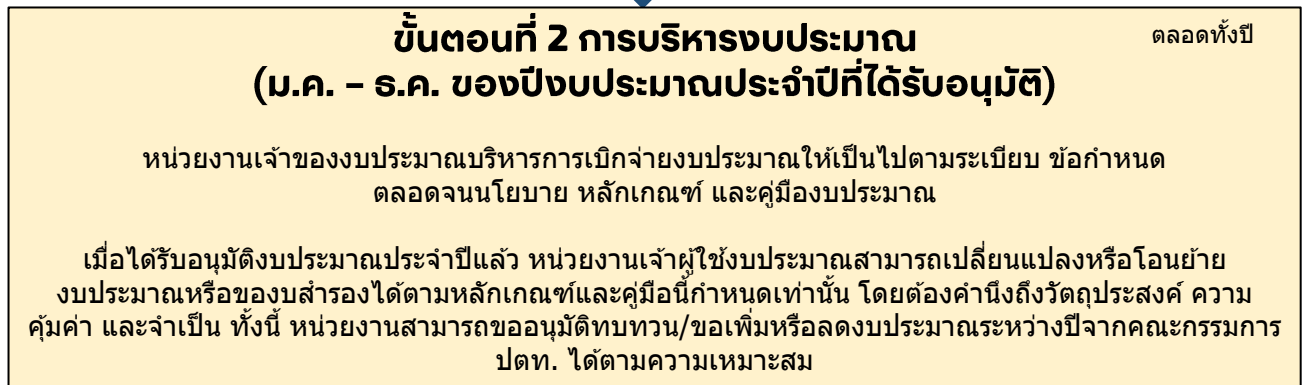 ขั้นตอนที่ 2 การบริหารงบประมาณ
ตลอดทั้งปี
(ม.ค. – ธ.ค. ของปีงบประมาณประจำปีที่ได้รับอนุมัติ)
หน่วยงานเจ้าของงบประมาณบริหารการเบิกจ่ายงบประมาณให้เป็นไปตามระเบียบ ข้อกำหนด
ตลอดจนนโยบาย หลักเกณฑ์ และคู่มืองบประมาณ
เมื่อได้รับอนุมัติงบประมาณประจำปีแล้ว หน่วยงานเจ้าผู้ใช้งบประมาณสามารถเปลี่ยนแปลงหรือโอนย้าย
งบประมาณหรือของบสำรองได้ตามหลักเกณฑ์และคู่มือนี้กำหนดเท่านั้น โดยต้องคำนึงถึงวัตถุประสงค์ ความ
คุ้มค่า และจำเป็น ทั้งนี้ หน่วยงานสามารถขออนุมัติทบทวน/ขอเพิ่มหรือลดงบประมาณระหว่างปีจากคณะกรรมการ
ปตท. ได้ตามความเหมาะสม